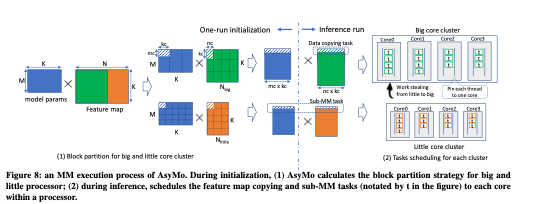 One-run initialization
Inference run
Big core cluster
Core0 Core1 Core2 Core3
K
N
M
K
model params
Feature map
kc
mc
M
K
nc
kc
K
N_big
Data copying task
mc x kc
nc x kc
Work stealing
from little to big
Pin each thread
to one core
Sub-MM task
M
K
K
N_little
Core0 Core1 Core2 Core3
Little core cluster
(1) Block partition for big and little core cluster
(2) Tasks scheduling for each cluster
Figure 8: an MM execution process of AsyMo. During initialization, (1) AsyMo calculates the block partition strategy for big and
little processor; (2) during inference, schedules the feature map copying and sub-MM tasks (notated by t in the figure) to each core
within a processor.